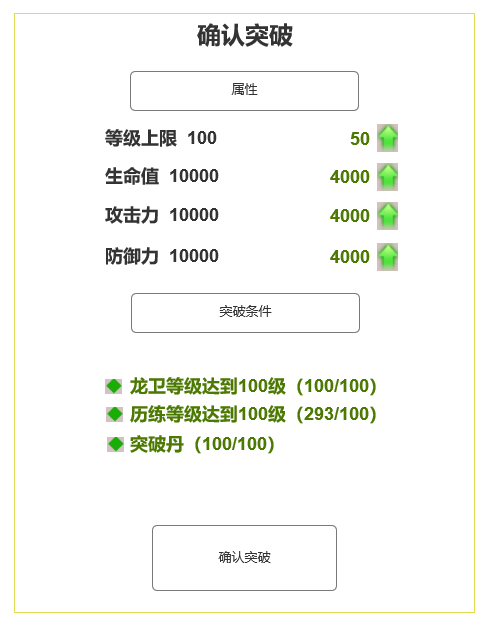 确认突破
属性
等级上限 100 50
生命值 10000 4000
攻击力 10000 4000
防御力 10000 4000
突破条件
龙卫等级达到100级（100/100）
历练等级达到100级（293/100）
突破丹（100/100）
确认突破